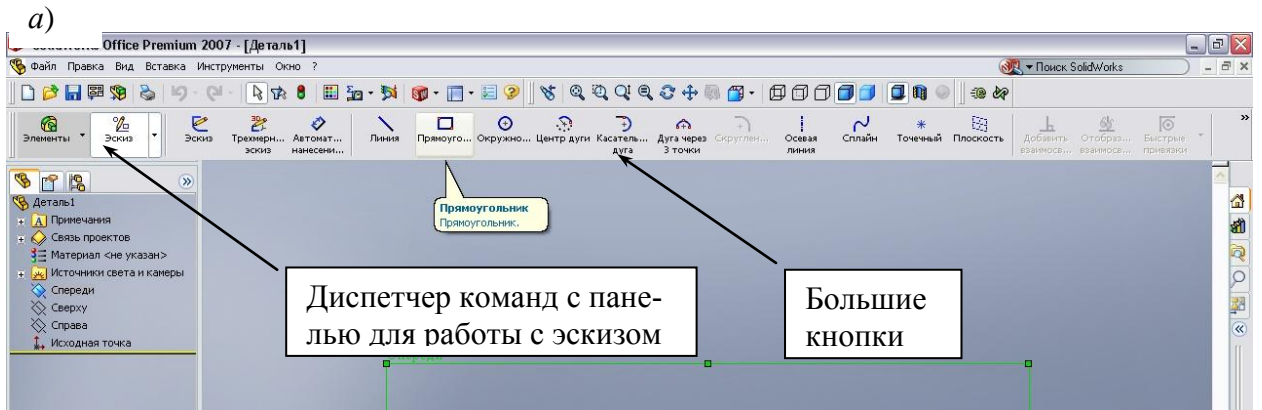 а)
Office Premium 2007 - [Деталь1]
Файл Правка Вид Вставка Инструменты Окно ?
Поиск SolidWorks
Элементы Эскиз Эскиз Трехмерн... Автомат... Линия Прямоуго... Окружно... Центр дуги Касатель... Дуга через Скруглен... Осевая Сплайн Точечный Плоскость Добавить Отображ... Быстрые
эскиз нанесени... дуга 3 точки линия взаимосв... взаимосв... привязки
Деталь1
Примечания
Связь проектов
Материал <не указан>
Источники света и камеры
Спереди
Сверху
Справа
Исходная точка
Прямоугольник
Прямоугольник.
Диспетчер команд с пане-
лью для работы с эскизом
Большие
кнопки